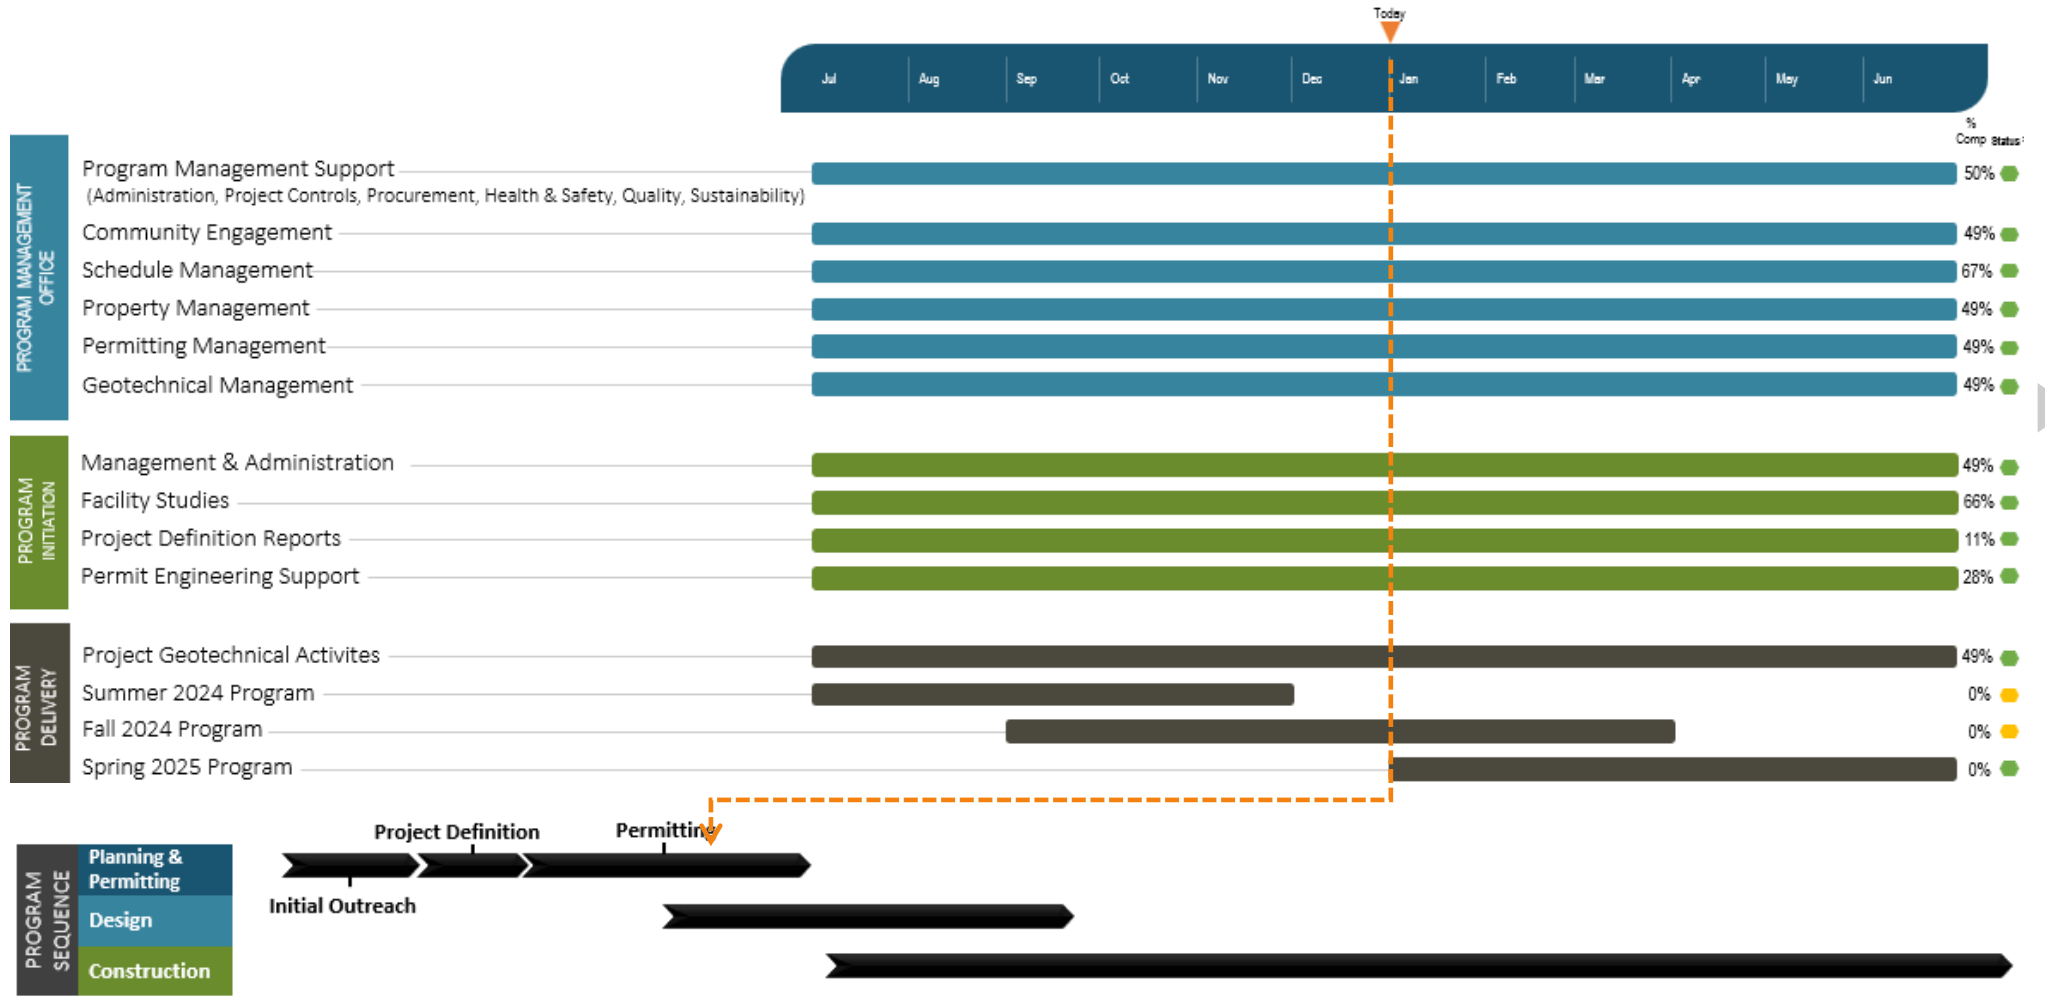 Today
Jul Aug Sep Oct Nov Dec Jan Feb Mar Apr May Jun
%
Comp Status
PROGRAM MANAGEMENT
OFFICE
Program Management Support 50%
(Administration, Project Controls, Procurement, Health & Safety, Quality, Sustainability)
Community Engagement 49%
Schedule Management 67%
Property Management 49%
Permitting Management 49%
Geotechnical Management 49%
PROGRAM
INITIATION
Management & Administration 49%
Facility Studies 66%
Project Definition Reports 11%
Permit Engineering Support 28%
PROGRAM
DELIVERY
Project Geotechnical Activites 49%
Summer 2024 Program 0%
Fall 2024 Program 0%
Spring 2025 Program 0%
PROGRAM
SEQUENCE
Planning &
Permitting
Project Definition
Permitting
Initial Outreach
Design
Construction